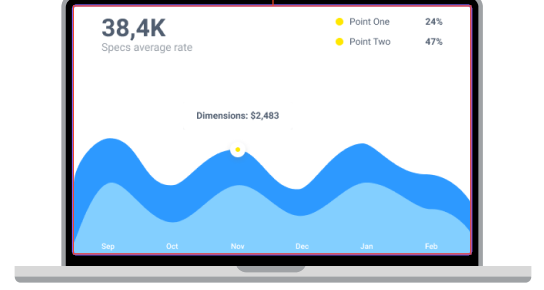 38,4K
Specs average rate
Point One 24%
Point Two 47%
Dimensions: $2,483
Sep Oct Nov Dec Jan Feb